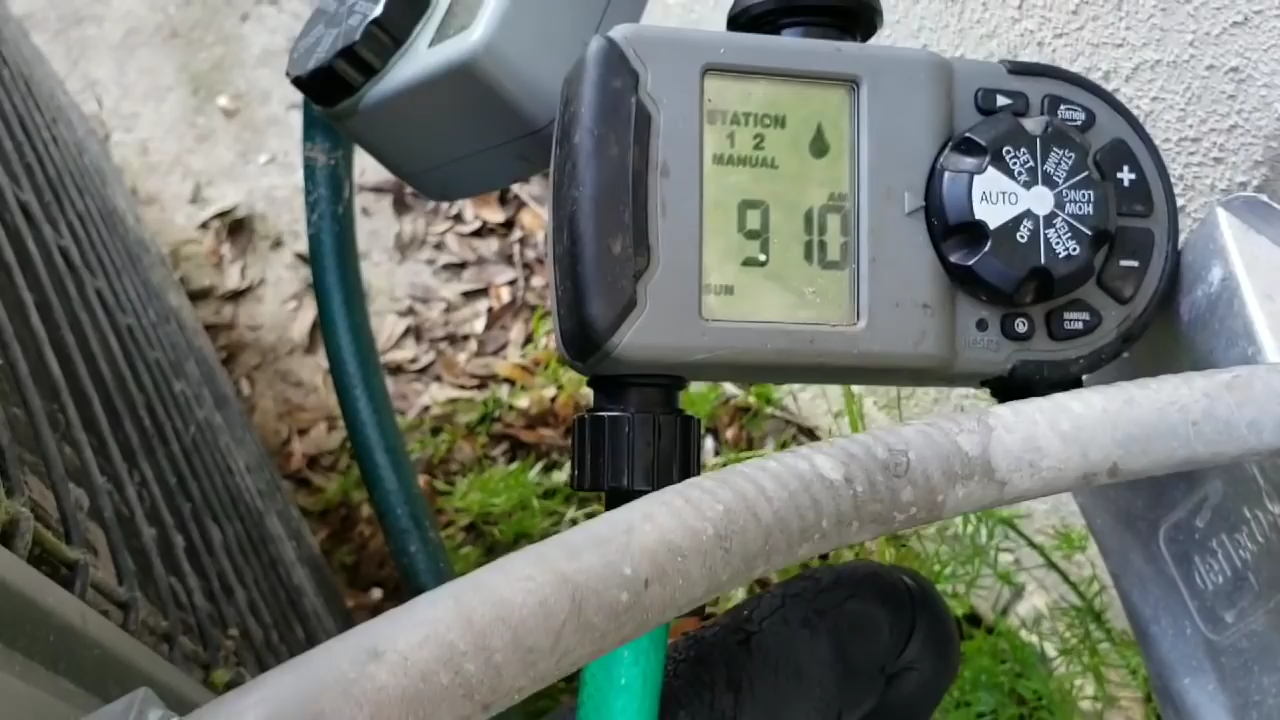 STATION
1 2
MANUAL
AM
9 10
SUN
STATION
SET
CLOCK
START
TIME
AUTO
HOW
LONG
OFF
HOW
OFTEN
+
−
MANUAL
CLEAR
RESET